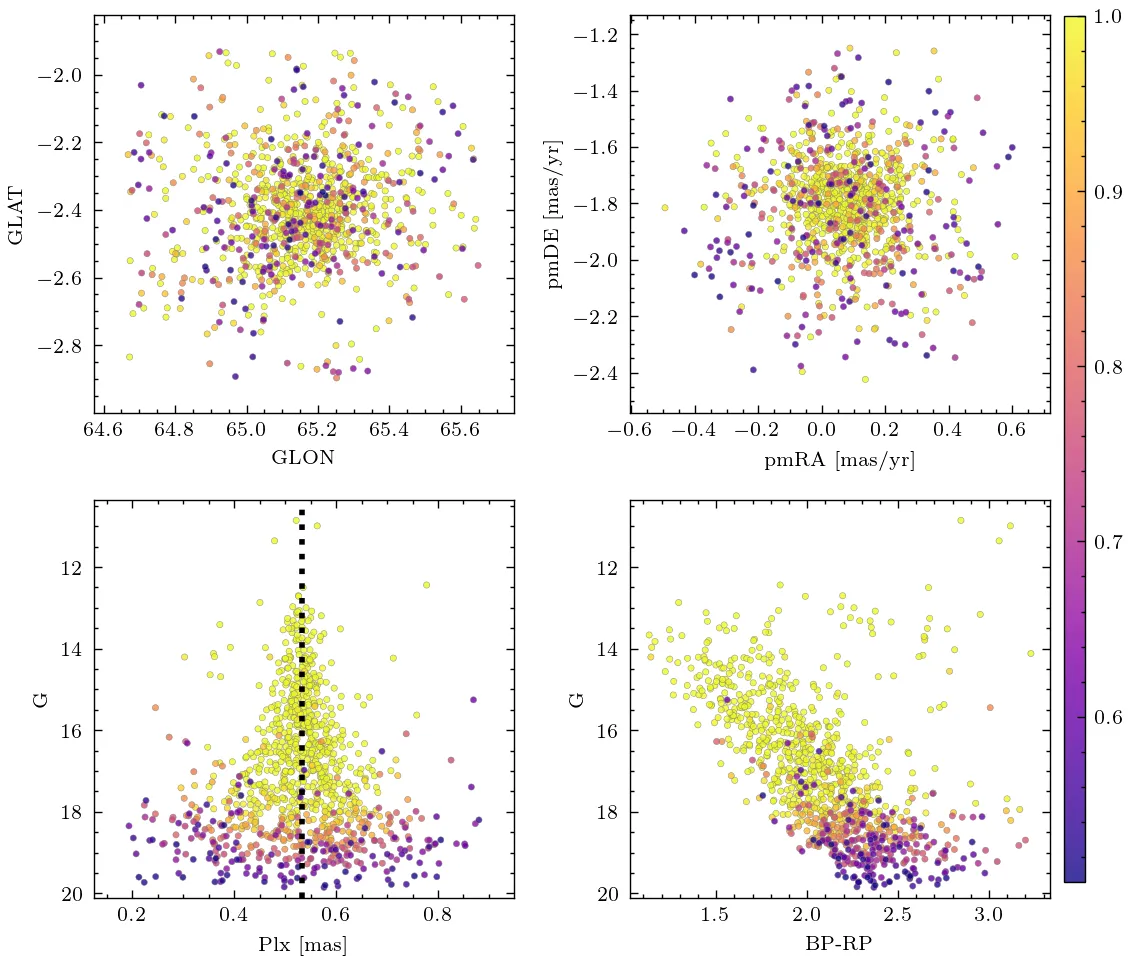 −2.0
−2.2
−2.4
−2.6
−2.8
GLAT
64.6 64.8 65.0 65.2 65.4 65.6
GLON
−1.2
−1.4
−1.6
−1.8
−2.0
−2.2
−2.4
pmDE [mas/yr]
−0.6 −0.4 −0.2 0.0 0.2 0.4 0.6
pmRA [mas/yr]
1.0
0.9
0.8
0.7
0.6
12
14
16
18
20
G
0.2 0.4 0.6 0.8
Plx [mas]
12
14
16
18
20
G
1.5 2.0 2.5 3.0
BP-RP